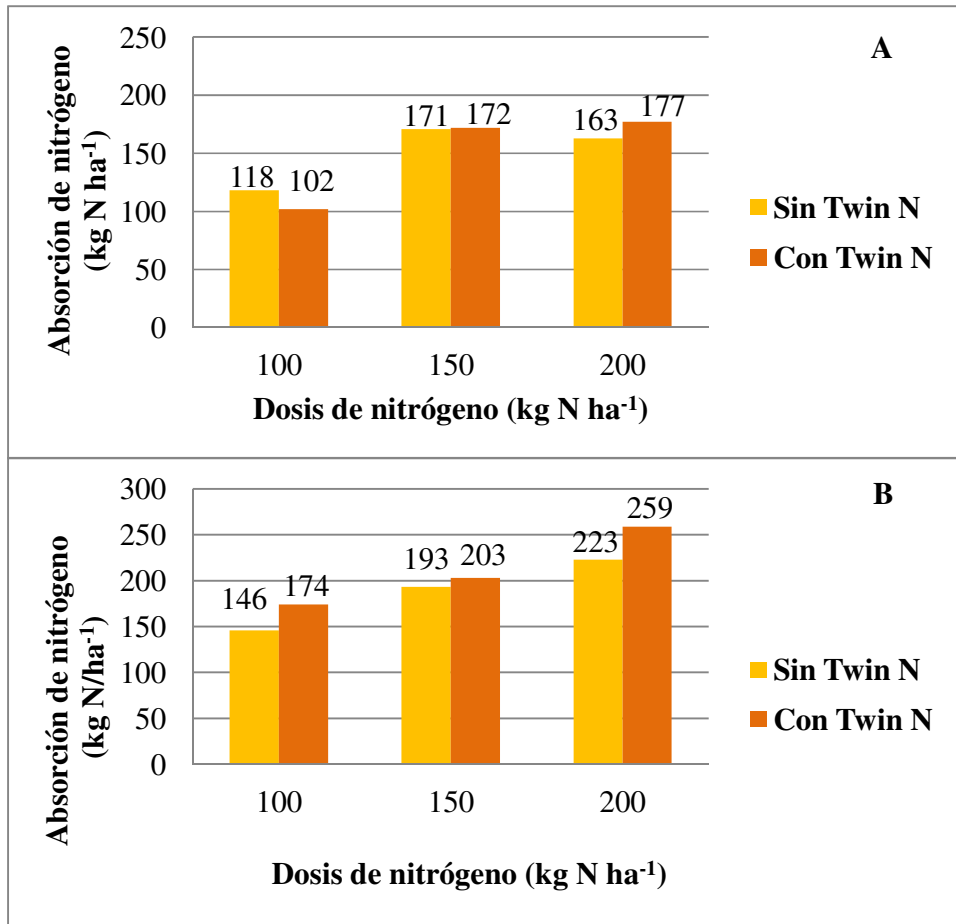 A
Absorción de nitrógeno
(kg N ha-1)
250
200
150
100
50
0
118
102
171
172
163
177
100
150
200
Dosis de nitrógeno (kg N ha-1)
Sin Twin N
Con Twin N
B
Absorción de nitrógeno
(kg N/ha-1)
300
250
200
150
100
50
0
146
174
193
203
223
259
100
150
200
Dosis de nitrógeno (kg N ha-1)
Sin Twin N
Con Twin N